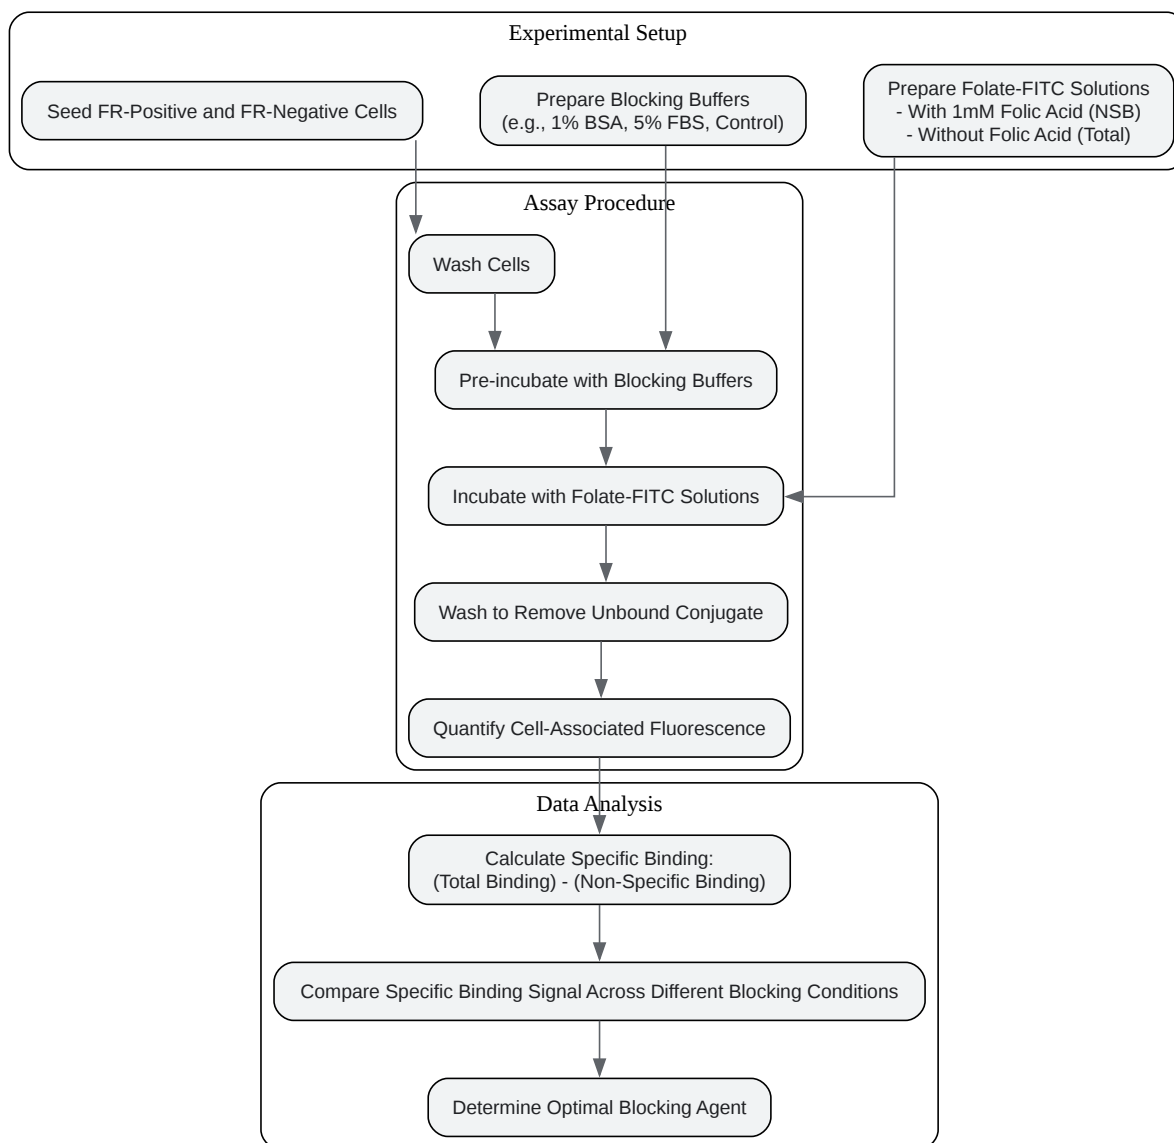 Experimental Setup
Seed FR-Positive and FR-Negative Cells
Prepare Blocking Buffers
(e.g., 1% BSA, 5% FBS, Control)
Prepare Folate-FITC Solutions
- With 1mM Folic Acid (NSB)
- Without Folic Acid (Total)
Assay Procedure
Wash Cells
Pre-incubate with Blocking Buffers
Incubate with Folate-FITC Solutions
Wash to Remove Unbound Conjugate
Quantify Cell-Associated Fluorescence
Data Analysis
Calculate Specific Binding:
(Total Binding) - (Non-Specific Binding)
Compare Specific Binding Signal Across Different Blocking Conditions
Determine Optimal Blocking Agent